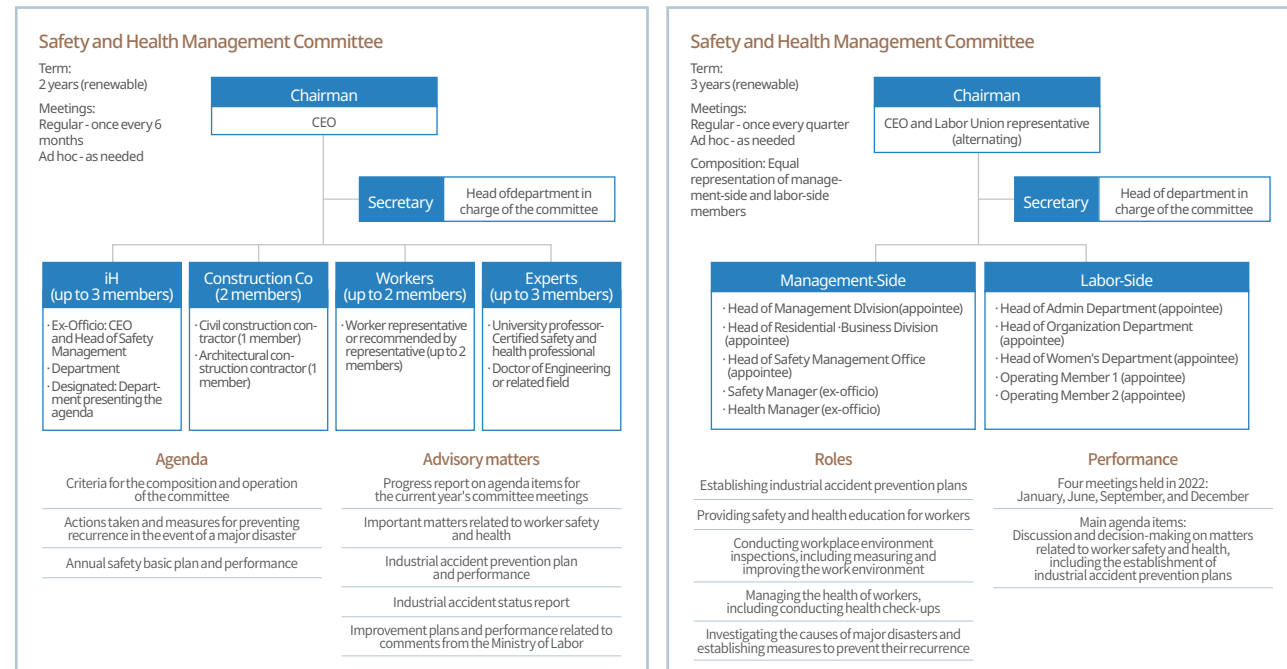 Safety and Health Management Committee
Term:
2 years (renewable)
Meetings:
Regular - once every 6
months
Ad hoc - as needed
Chairman
CEO
Secretary
Head of department in
charge of the committee
iH
(up to 3 members)
· Ex-Officio: CEO
and Head of Safety
Management
· Department
· Designated: Depart-
ment presenting the
agenda
Construction Co
(2 members)
· Civil construction con-
tractor (1 member)
· Architectural con-
struction contractor (1
member)
Workers
(up to 2 members)
· Worker representative
or recommended by
representative (up to 2
members)
Experts
(up to 3 members)
· University professor-
Certified safety and
health professional
· Doctor of Engineering
or related field
Agenda
Criteria for the composition and operation
of the committee
Actions taken and measures for preventing
recurrence in the event of a major disaster
Annual safety basic plan and performance
Advisory matters
Progress report on agenda items for
the current year's committee meetings
Important matters related to worker safety
and health
Industrial accident prevention plan
and performance
Industrial accident status report
Improvement plans and performance related to
comments from the Ministry of Labor
Safety and Health Management Committee
Term:
3 years (renewable)
Meetings:
Regular - once every quarter
Ad hoc - as needed
Composition: Equal
representation of manage-
ment-side and labor-side
members
Chairman
CEO and Labor Union representative
(alternating)
Secretary
Head of department in
charge of the committee
Management-Side
· Head of Management DIvision(appointee)
· Head of Residential ·Business Division
(appointee)
· Head of Safety Management Office
(appointee)
· Safety Manager (ex-officio)
· Health Manager (ex-officio)
Labor-Side
· Head of Admin Department (appointee)
· Head of Organization Department
(appointee)
· Head of Women's Department (appointee)
· Operating Member 1 (appointee)
· Operating Member 2 (appointee)
Roles
Establishing industrial accident prevention plans
Providing safety and health education for workers
Conducting workplace environment
inspections, including measuring and
improving the work environment
Managing the health of workers,
including conducting health check-ups
Investigating the causes of major disasters and
establishing measures to prevent their recurrence
Performance
Four meetings held in 2022:
January, June, September, and December
Main agenda items:
Discussion and decision-making on matters
related to worker safety and health,
including the establishment of
industrial accident prevention plans